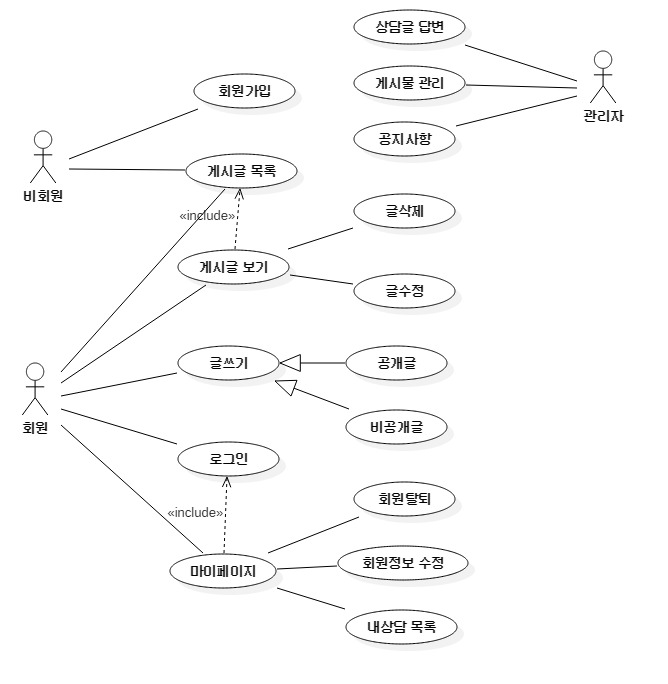 상담글 답변
게시물 관리
회원가입
관리자
공지사항
비회원
게시글 목록
«include»
글삭제
게시글 보기
글수정
글쓰기
공개글
회원
비공개글
로그인
회원탈퇴
«include»
마이페이지
회원정보 수정
내상담 목록